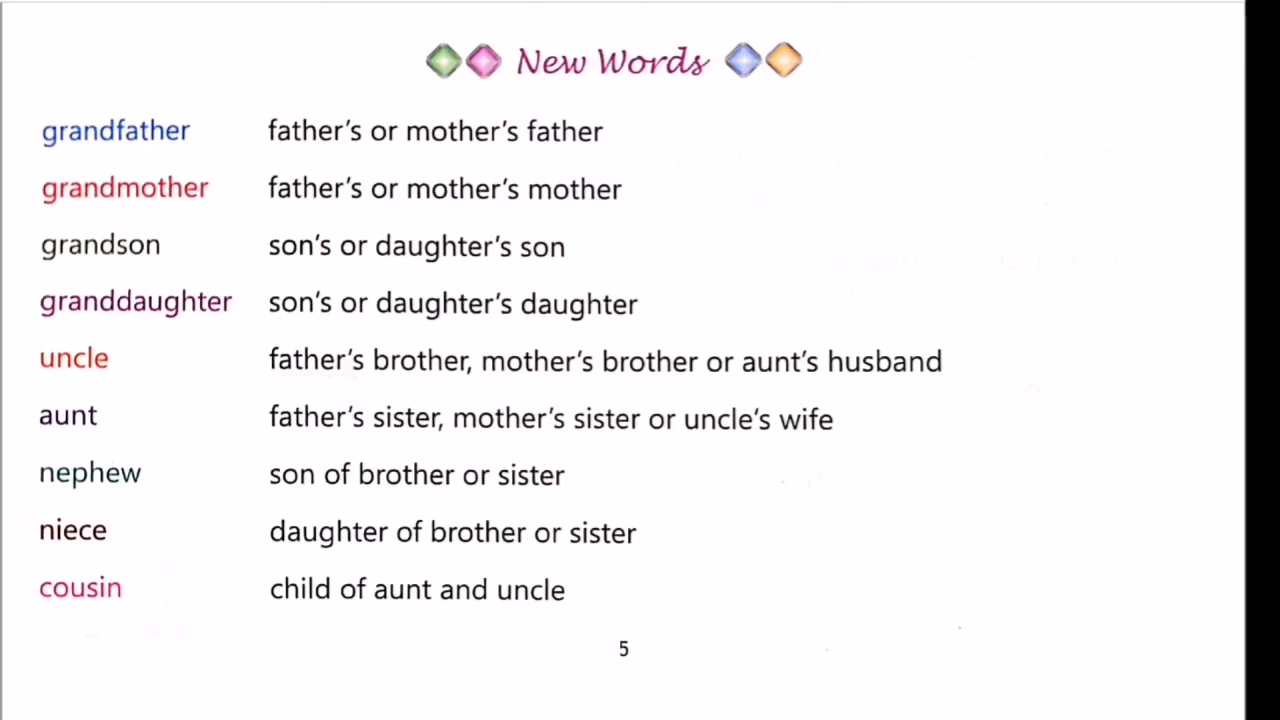 New Words
grandfather father's or mother's father
grandmother father's or mother's mother
grandson son's or daughter's son
granddaughter son's or daughter's daughter
uncle father's brother, mother's brother or aunt's husband
aunt father's sister, mother's sister or uncle's wife
nephew son of brother or sister
niece daughter of brother or sister
cousin child of aunt and uncle
5